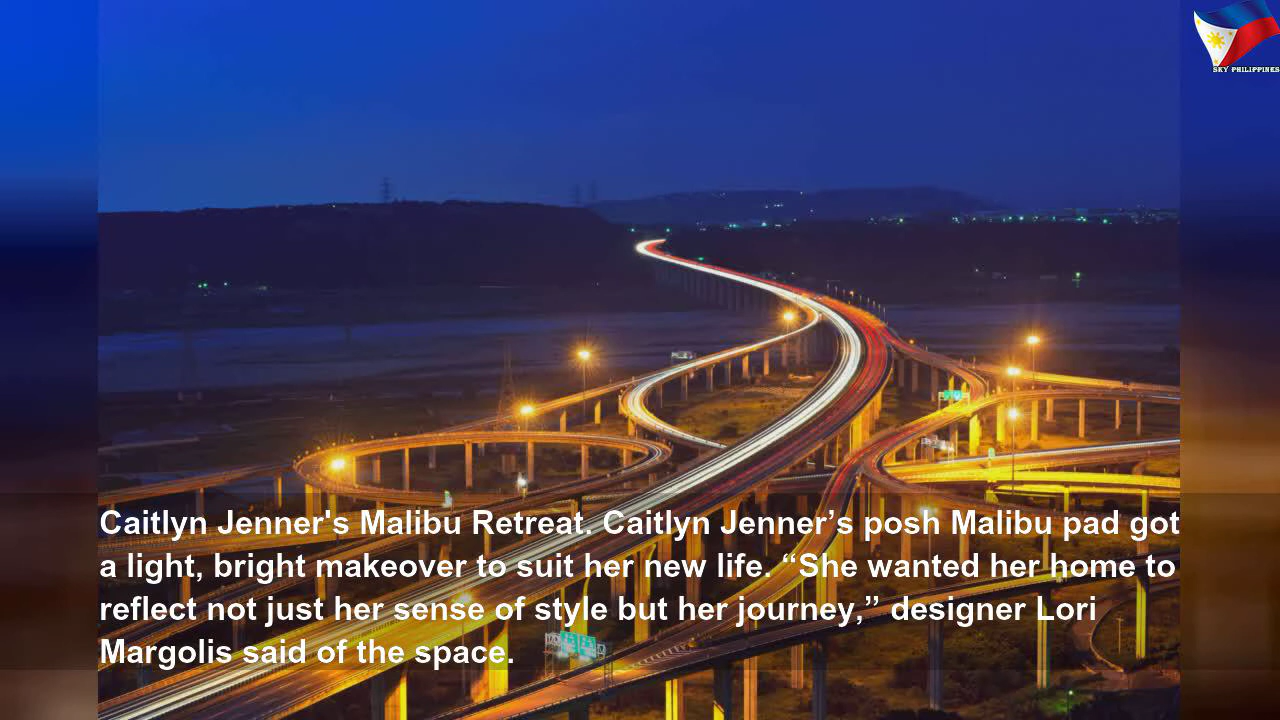 SKY PHILIPPINES
Caitlyn Jenner's Malibu Retreat. Caitlyn Jenner’s posh Malibu pad got
a light, bright makeover to suit her new life. “She wanted her home to
reflect not just her sense of style but her journey,” designer Lori
Margolis said of the space.